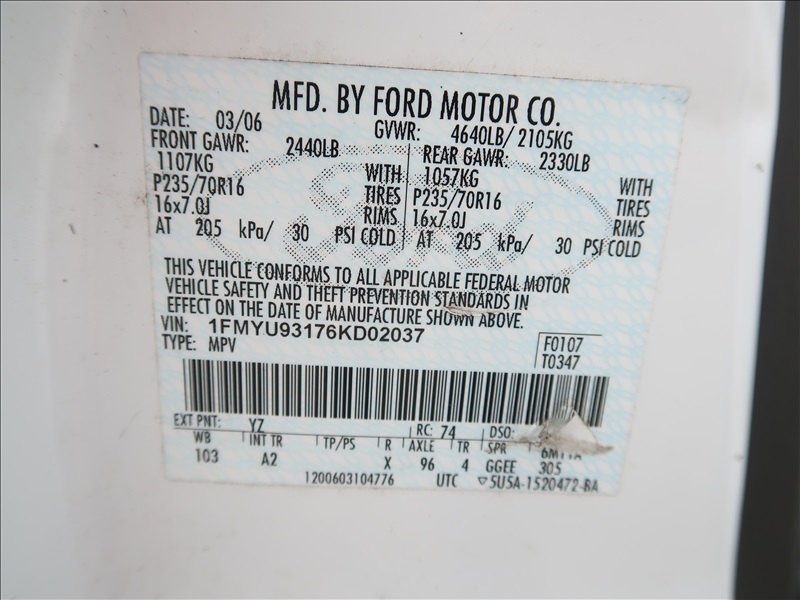 MFD. BY FORD MOTOR CO.
DATE: 03/06 GVWR: 4640LB/ 2105KG
FRONT GAWR: 2440LB REAR GAWR: 2330LB
1107KG WITH 1057KG WITH
P235/70R16 TIRES P235/70R16 TIRES
16x7.0J RIMS 16x7.0J RIMS
AT 205 kPa/ 30 PSI COLD AT 205 kPa/ 30 PSI COLD
Ford
THIS VEHICLE CONFORMS TO ALL APPLICABLE FEDERAL MOTOR
VEHICLE SAFETY AND THEFT PREVENTION STANDARDS IN
EFFECT ON THE DATE OF MANUFACTURE SHOWN ABOVE.
VIN: 1FMYU93176KD02037
TYPE: MPV
F0107
T0347
EXT PNT: YZ RC: 74 DSO:
WB INT TR TP/PS R AXLE TR SPR
103 A2 X 96 4 GGEE 305
1200603104776 UTC ▽5U5A-1520472-BA